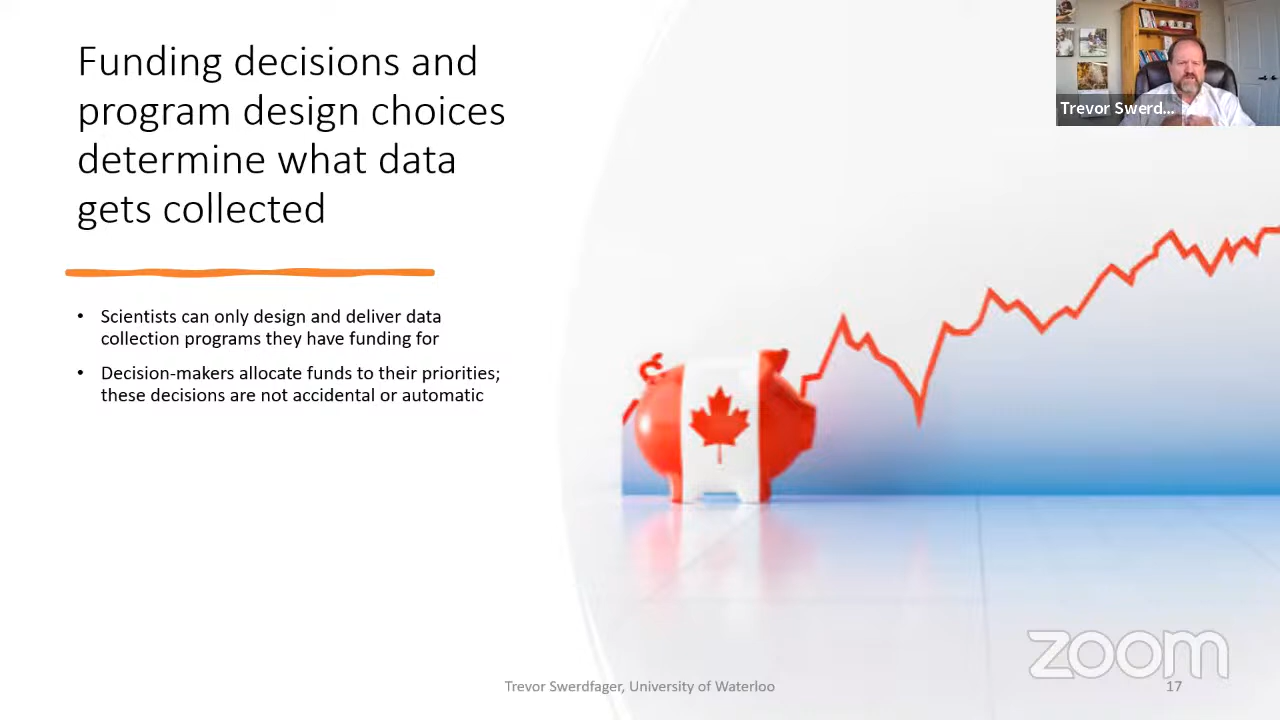 Funding decisions and
program design choices
determine what data
gets collected
• Scientists can only design and deliver data
collection programs they have funding for
• Decision-makers allocate funds to their priorities;
these decisions are not accidental or automatic
Trevor Swerd...
zoom
Trevor Swerdfager, University of Waterloo
17